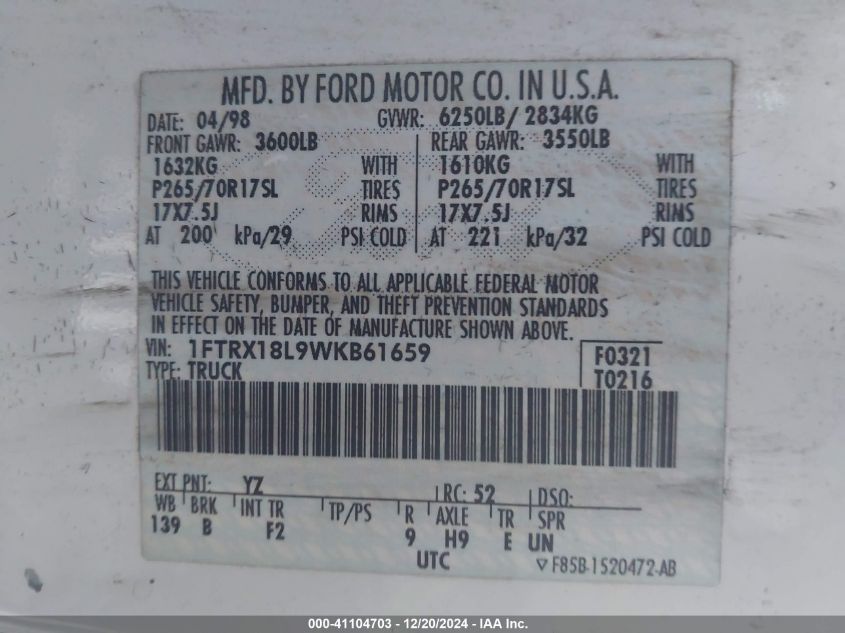 MFD. BY FORD MOTOR CO. IN U.S.A.
DATE: 04/98 GVWR: 6250LB/ 2834KG
FRONT GAWR: 3600LB REAR GAWR: 3550LB
1632KG WITH 1610KG WITH
P265/70R17SL TIRES P265/70R17SL TIRES
17X7.5J RIMS 17X7.5J RIMS
AT 200 kPa/29 PSI COLD AT 221 kPa/32 PSI COLD
THIS VEHICLE CONFORMS TO ALL APPLICABLE FEDERAL MOTOR
VEHICLE SAFETY, BUMPER, AND THEFT PREVENTION STANDARDS
IN EFFECT ON THE DATE OF MANUFACTURE SHOWN ABOVE.
VIN: 1FTRX18L9WKB61659 F0321
TYPE: TRUCK T0216
EXT PNT: YZ RC: 52 DSO:
WB BRK INT TR TP/PS R AXLE TR SPR
139 B F2 9 H9 E UN
UTC ▽ F85B-1520472-AB
000-41104703 - 12/20/2024 - IAA Inc.